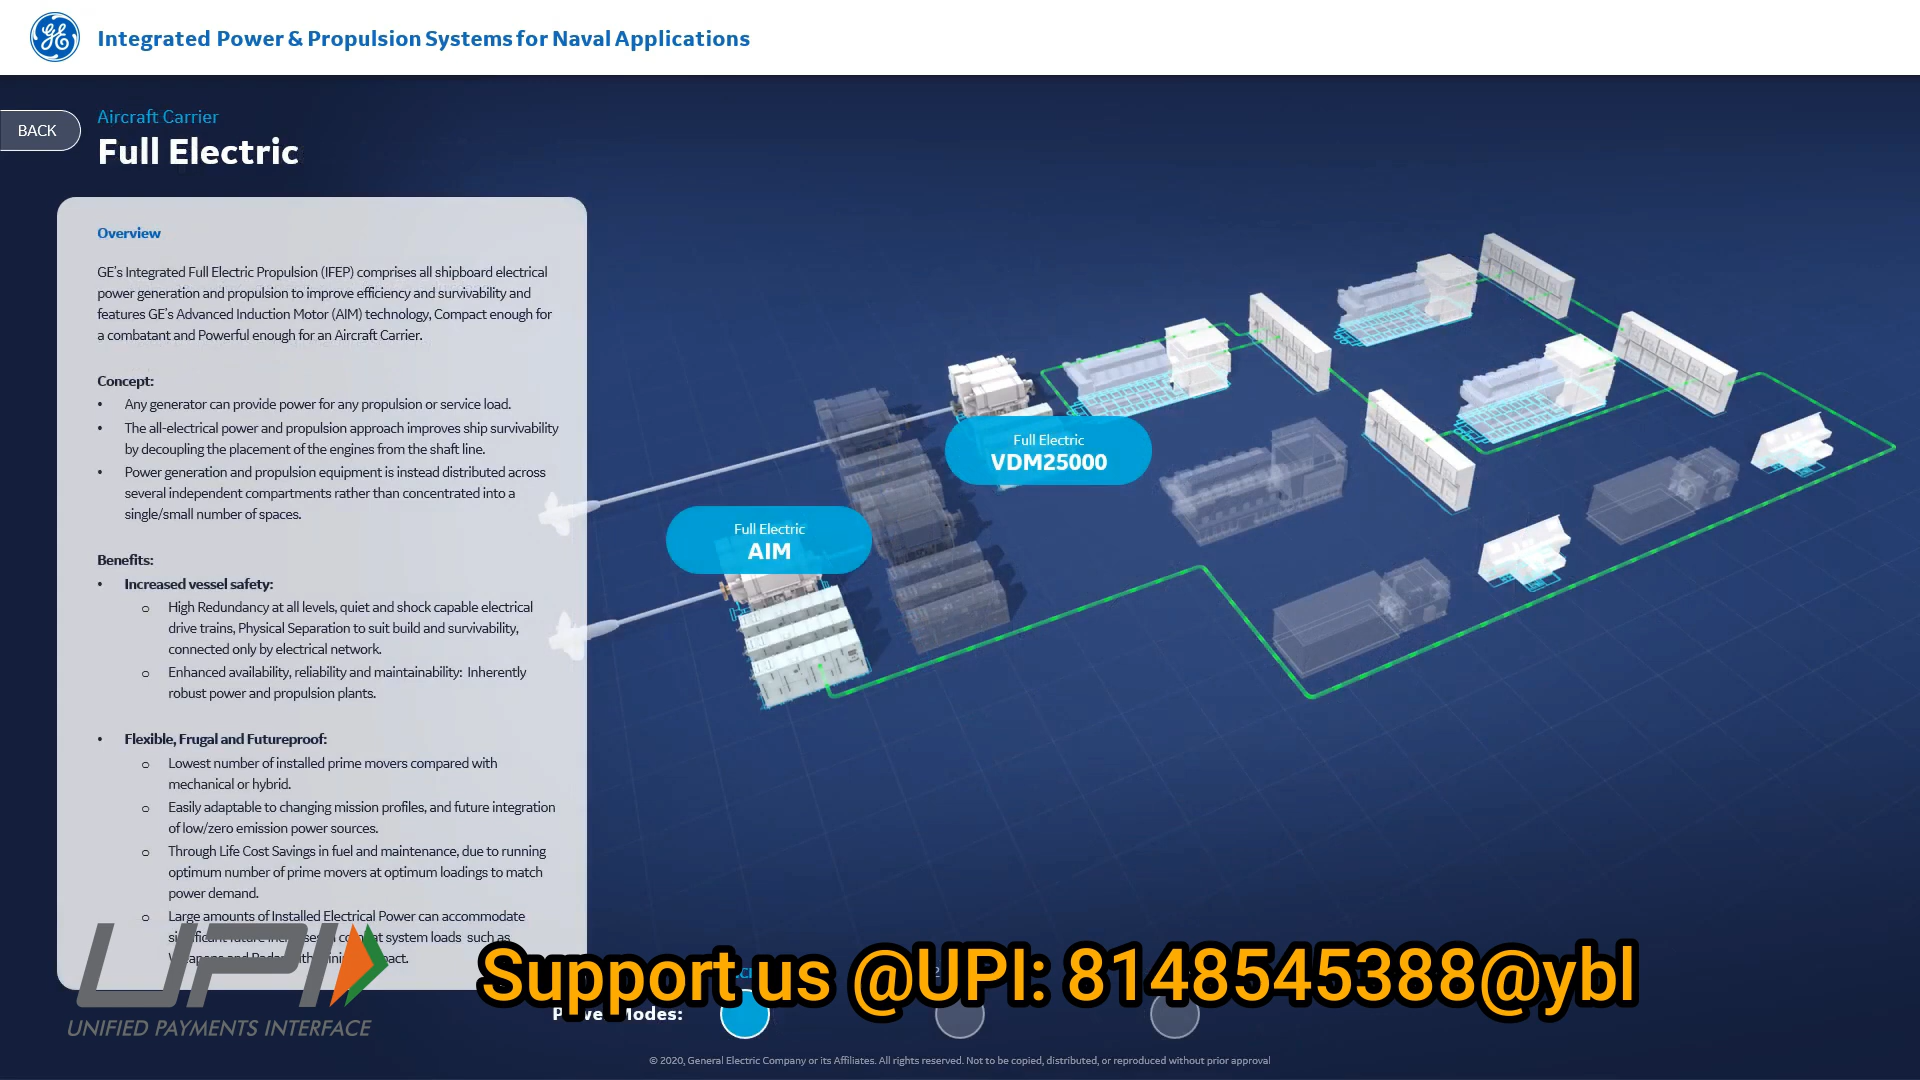 Integrated Power & Propulsion Systems for Naval Applications
BACK
Aircraft Carrier
Full Electric
Overview
GE's Integrated Full Electric Propulsion (IFEP) comprises all shipboard electrical
power generation and propulsion to improve efficiency and survivability and
features GE's Advanced Induction Motor (AIM) technology, Compact enough for
a combatant and Powerful enough for an Aircraft Carrier.
Concept:
• Any generator can provide power for any propulsion or service load.
• The all-electrical power and propulsion approach improves ship survivability
by decoupling the placement of the engines from the shaft line.
• Power generation and propulsion equipment is instead distributed across
several independent compartments rather than concentrated into a
single/small number of spaces.
Benefits:
• Increased vessel safety:
o High Redundancy at all levels, quiet and shock capable electrical
drive trains, Physical Separation to suit build and survivability,
connected only by electrical network.
o Enhanced availability, reliability and maintainability: Inherently
robust power and propulsion plants.
• Flexible, Frugal and Futureproof:
o Lowest number of installed prime movers compared with
mechanical or hybrid.
o Easily adaptable to changing mission profiles, and future integration
of low/zero emission power sources.
o Through Life Cost Savings in fuel and maintenance, due to running
optimum number of prime movers at optimum loadings to match
power demand.
o Large amounts of Installed Electrical Power can accommodate
system loads such as
Full Electric
VDM25000
Full Electric
AIM
UPI
UNIFIED PAYMENTS INTERFACE
Support us @UPI: 8148545388@ybl
Modes:
© 2020, General Electric Company or its Affiliates. All rights reserved. Not to be copied, distributed, or reproduced without prior approval